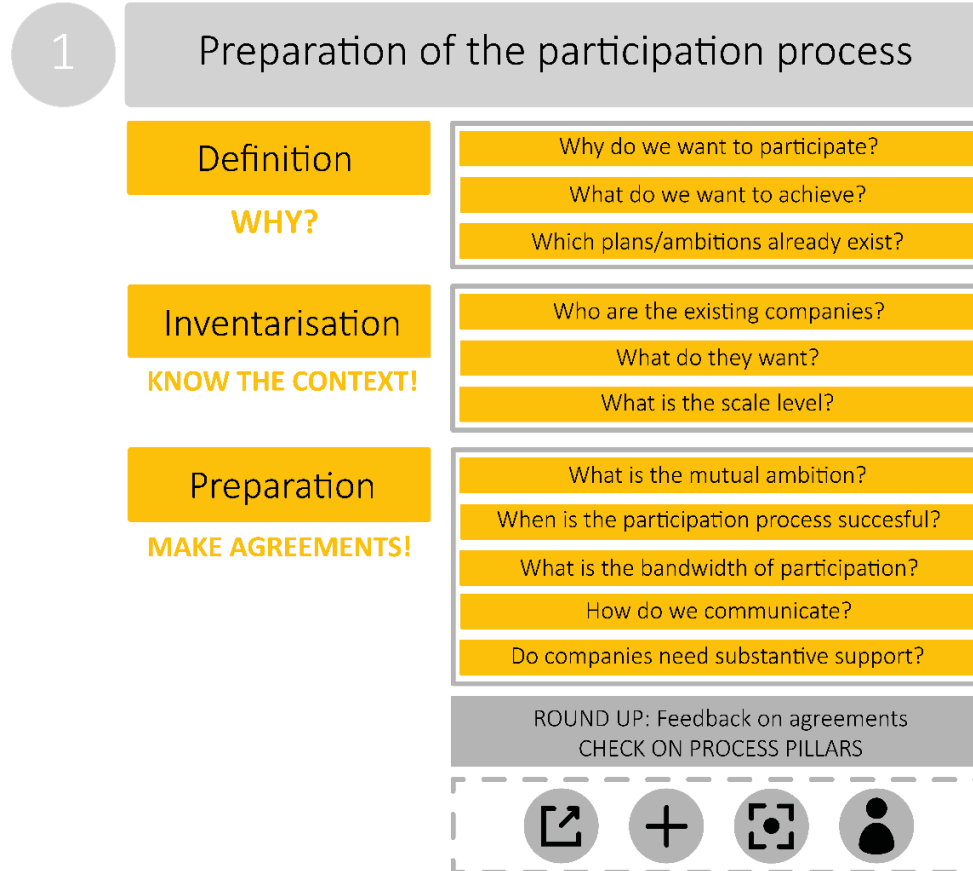 1
Preparation of the participation process
Definition
WHY?
Why do we want to participate?
What do we want to achieve?
Which plans/ambitions already exist?
Inventarisation
KNOW THE CONTEXT!
Who are the existing companies?
What do they want?
What is the scale level?
Preparation
MAKE AGREEMENTS!
What is the mutual ambition?
When is the participation process succesful?
What is the bandwidth of participation?
How do we communicate?
Do companies need substantive support?
ROUND UP: Feedback on agreements
CHECK ON PROCESS PILLARS